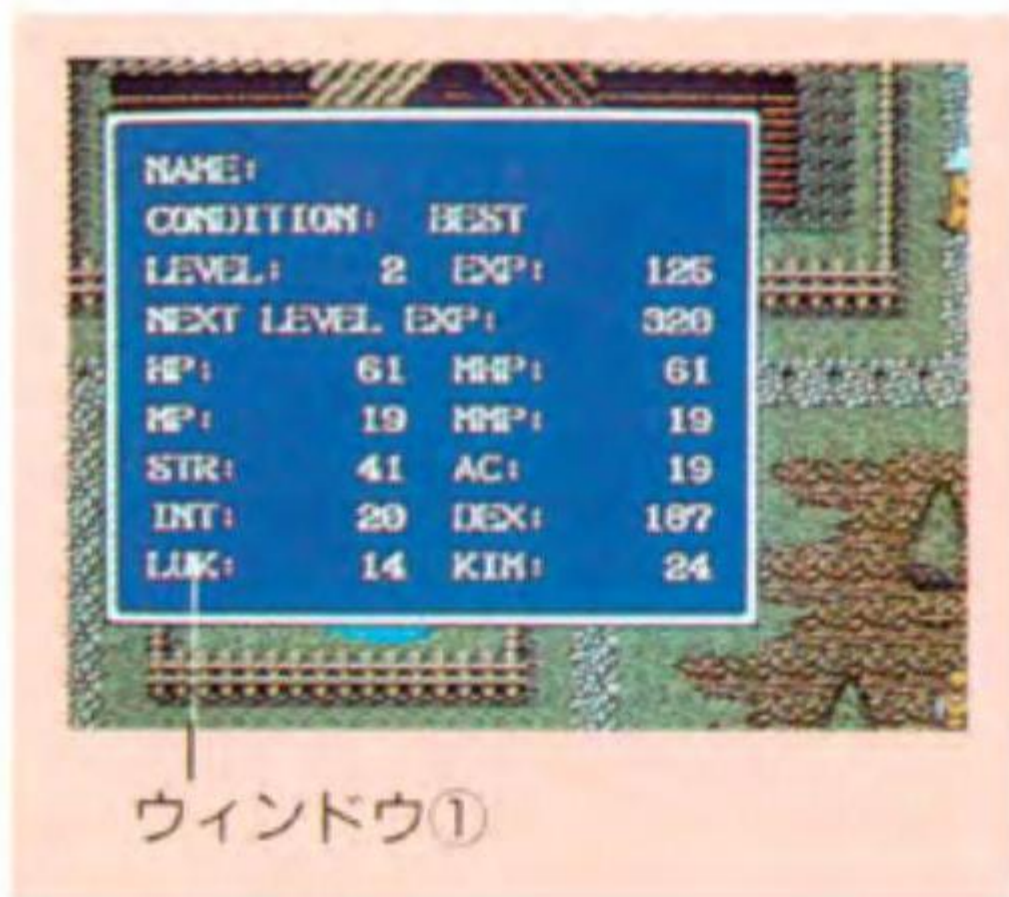 NAME:
CONDITION: BEST
LEVEL: 2 EXP: 125
NEXT LEVEL EXP: 320
HP: 61 MHP: 61
MP: 19 MMP: 19
STR: 41 AC: 19
INT: 20 DEX: 187
LUK: 14 KIM: 24
ウィンドウ①